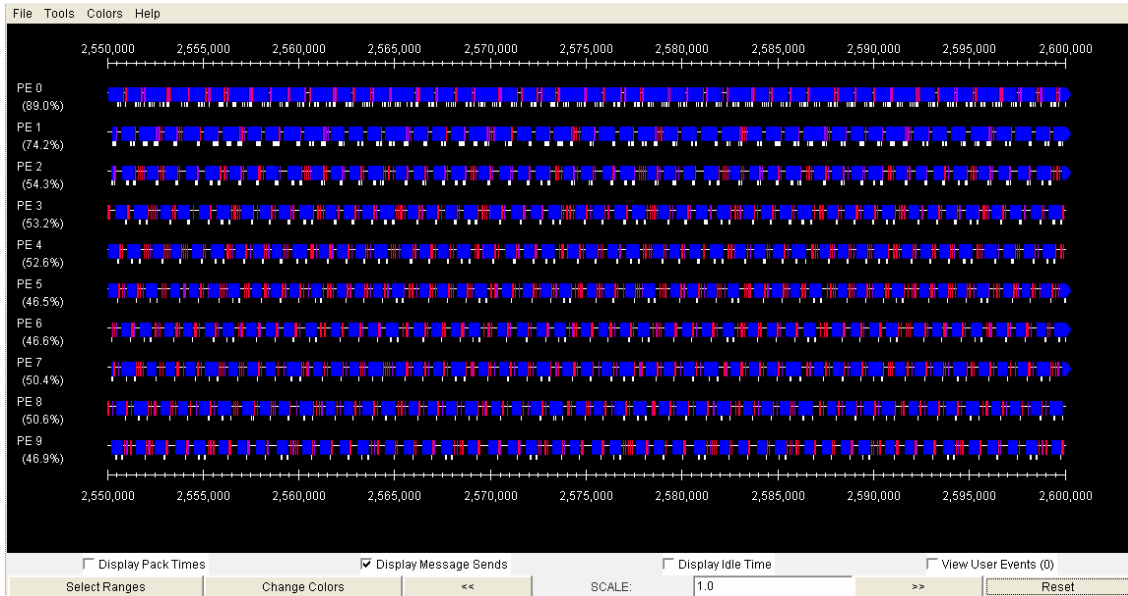 File Tools Colors Help
2,550,000 2,555,000 2,560,000 2,565,000 2,570,000 2,575,000 2,580,000 2,585,000 2,590,000 2,595,000 2,600,000
PE 0
(89.0%)
PE 1
(74.2%)
PE 2
(54.3%)
PE 3
(53.2%)
PE 4
(52.6%)
PE 5
(46.5%)
PE 6
(46.6%)
PE 7
(50.4%)
PE 8
(50.6%)
PE 9
(46.9%)
2,550,000 2,555,000 2,560,000 2,565,000 2,570,000 2,575,000 2,580,000 2,585,000 2,590,000 2,595,000 2,600,000
Display Pack Times Display Message Sends Display Idle Time View User Events (0)
Select Ranges Change Colors << SCALE: 1.0 >> Reset